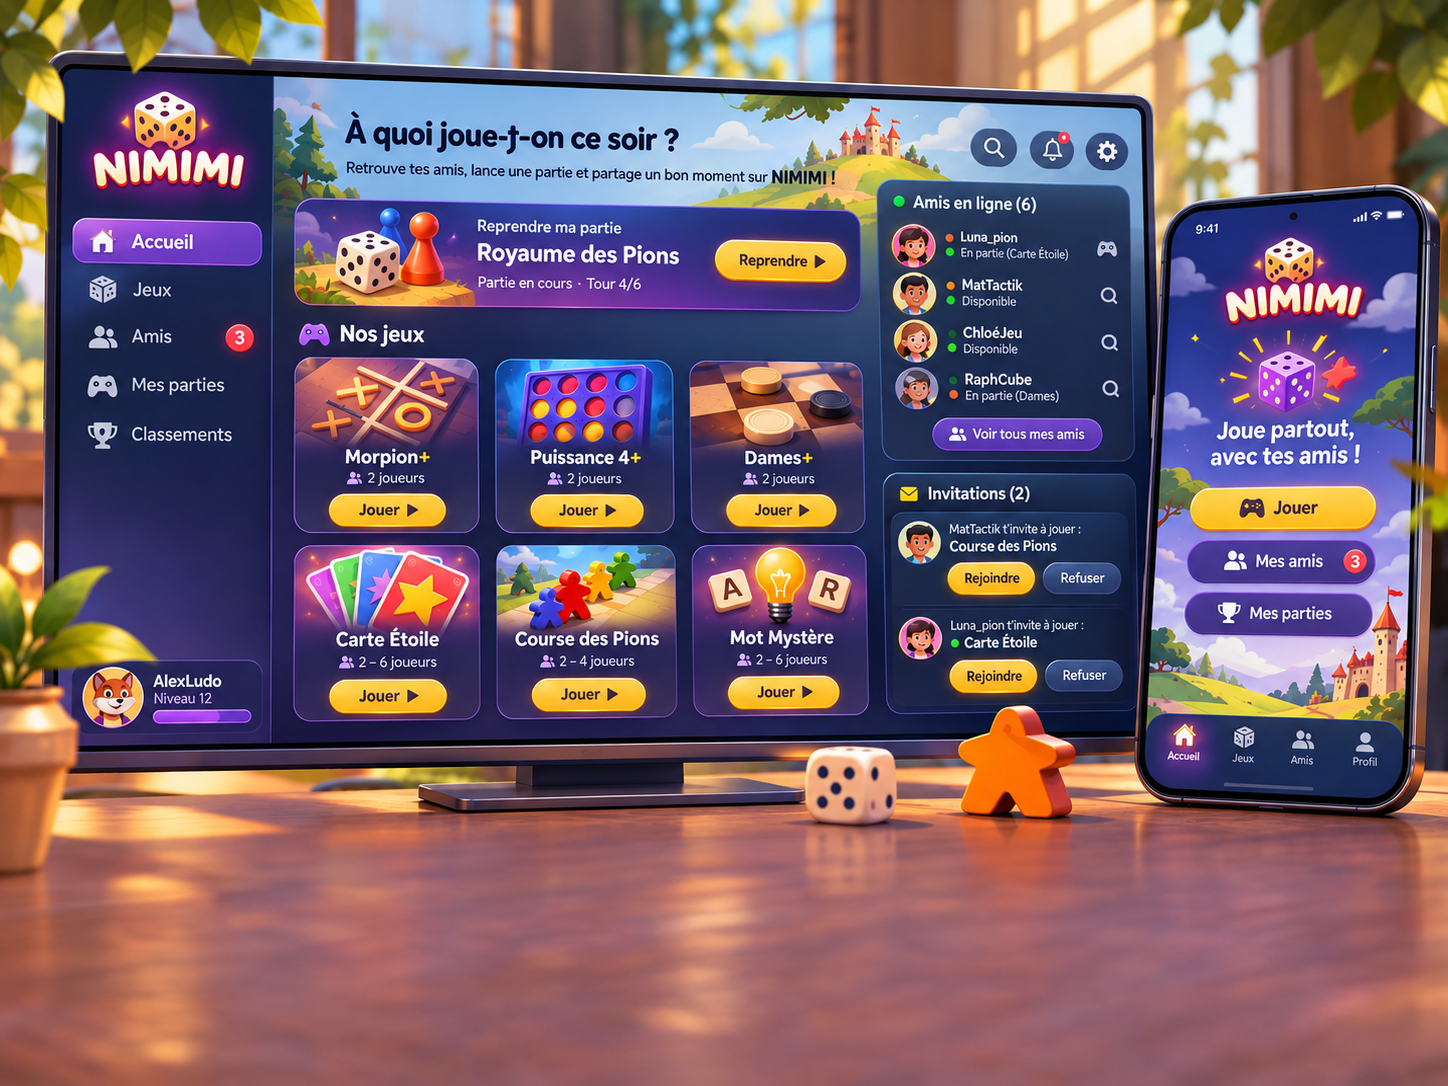 NIMIMI
Accueil
Jeux
Amis
3
Mes parties
Classements
AlexLudo
Niveau 12
À quoi joue-t-on ce soir ?
Retrouve tes amis, lance une partie et partage un bon moment sur NIMIMI !
Reprendre ma partie
Royaume des Pions
Partie en cours · Tour 4/6
Reprendre
Nos jeux
Morpion+
2 joueurs
Jouer
Puissance 4+
2 joueurs
Jouer
Dames+
2 joueurs
Jouer
Carte Étoile
2 – 6 joueurs
Jouer
Course des Pions
2 – 4 joueurs
Jouer
A
R
Mot Mystère
2 – 6 joueurs
Jouer
Amis en ligne (6)
Luna_pion
En partie (Carte Étoile)
MatTactik
Disponible
ChloéJeu
Disponible
RaphCube
En partie (Dames)
Voir tous mes amis
Invitations (2)
MatTactik t'invite à jouer :
Course des Pions
Rejoindre
Refuser
Luna_pion t'invite à jouer :
Carte Étoile
Rejoindre
Refuser
9:41
NIMIMI
Joue partout,
avec tes amis !
Jouer
Mes amis
3
Mes parties
Accueil
Jeux
Amis
Profil